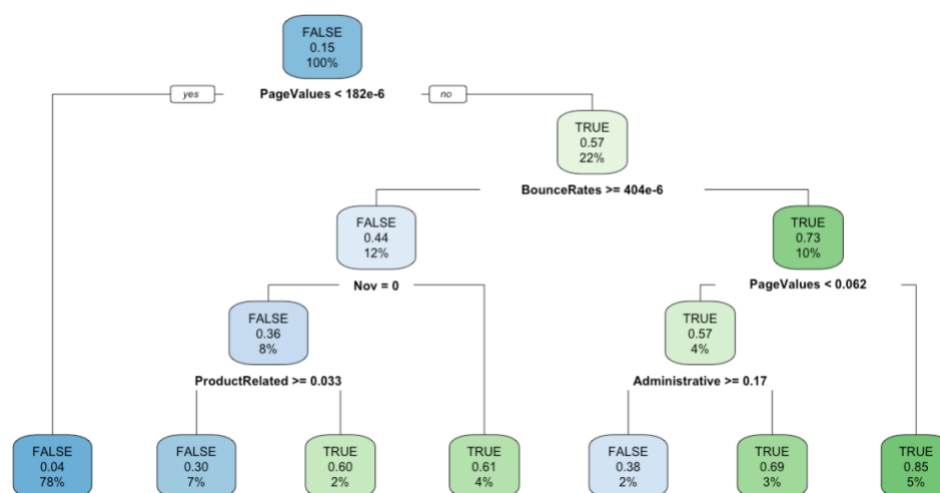 FALSE
0.15
100%
yes
PageValues < 182e-6
no
TRUE
0.57
22%
BounceRates >= 404e-6
FALSE
0.44
12%
TRUE
0.73
10%
Nov = 0
PageValues < 0.062
FALSE
0.36
8%
TRUE
0.57
4%
ProductRelated >= 0.033
Administrative >= 0.17
FALSE
0.04
78%
FALSE
0.30
7%
TRUE
0.60
2%
TRUE
0.61
4%
FALSE
0.38
2%
TRUE
0.69
3%
TRUE
0.85
5%